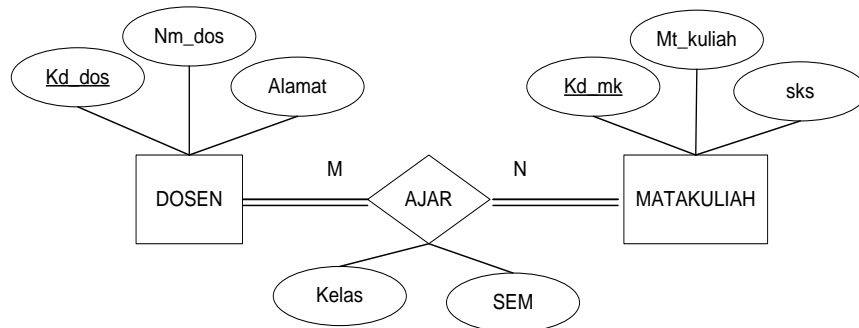 Nm_dos
Mt_kuliah
Kd_dos
Alamat
Kd_mk
sks
M
N
DOSEN
AJAR
MATAKULIAH
Kelas
SEM